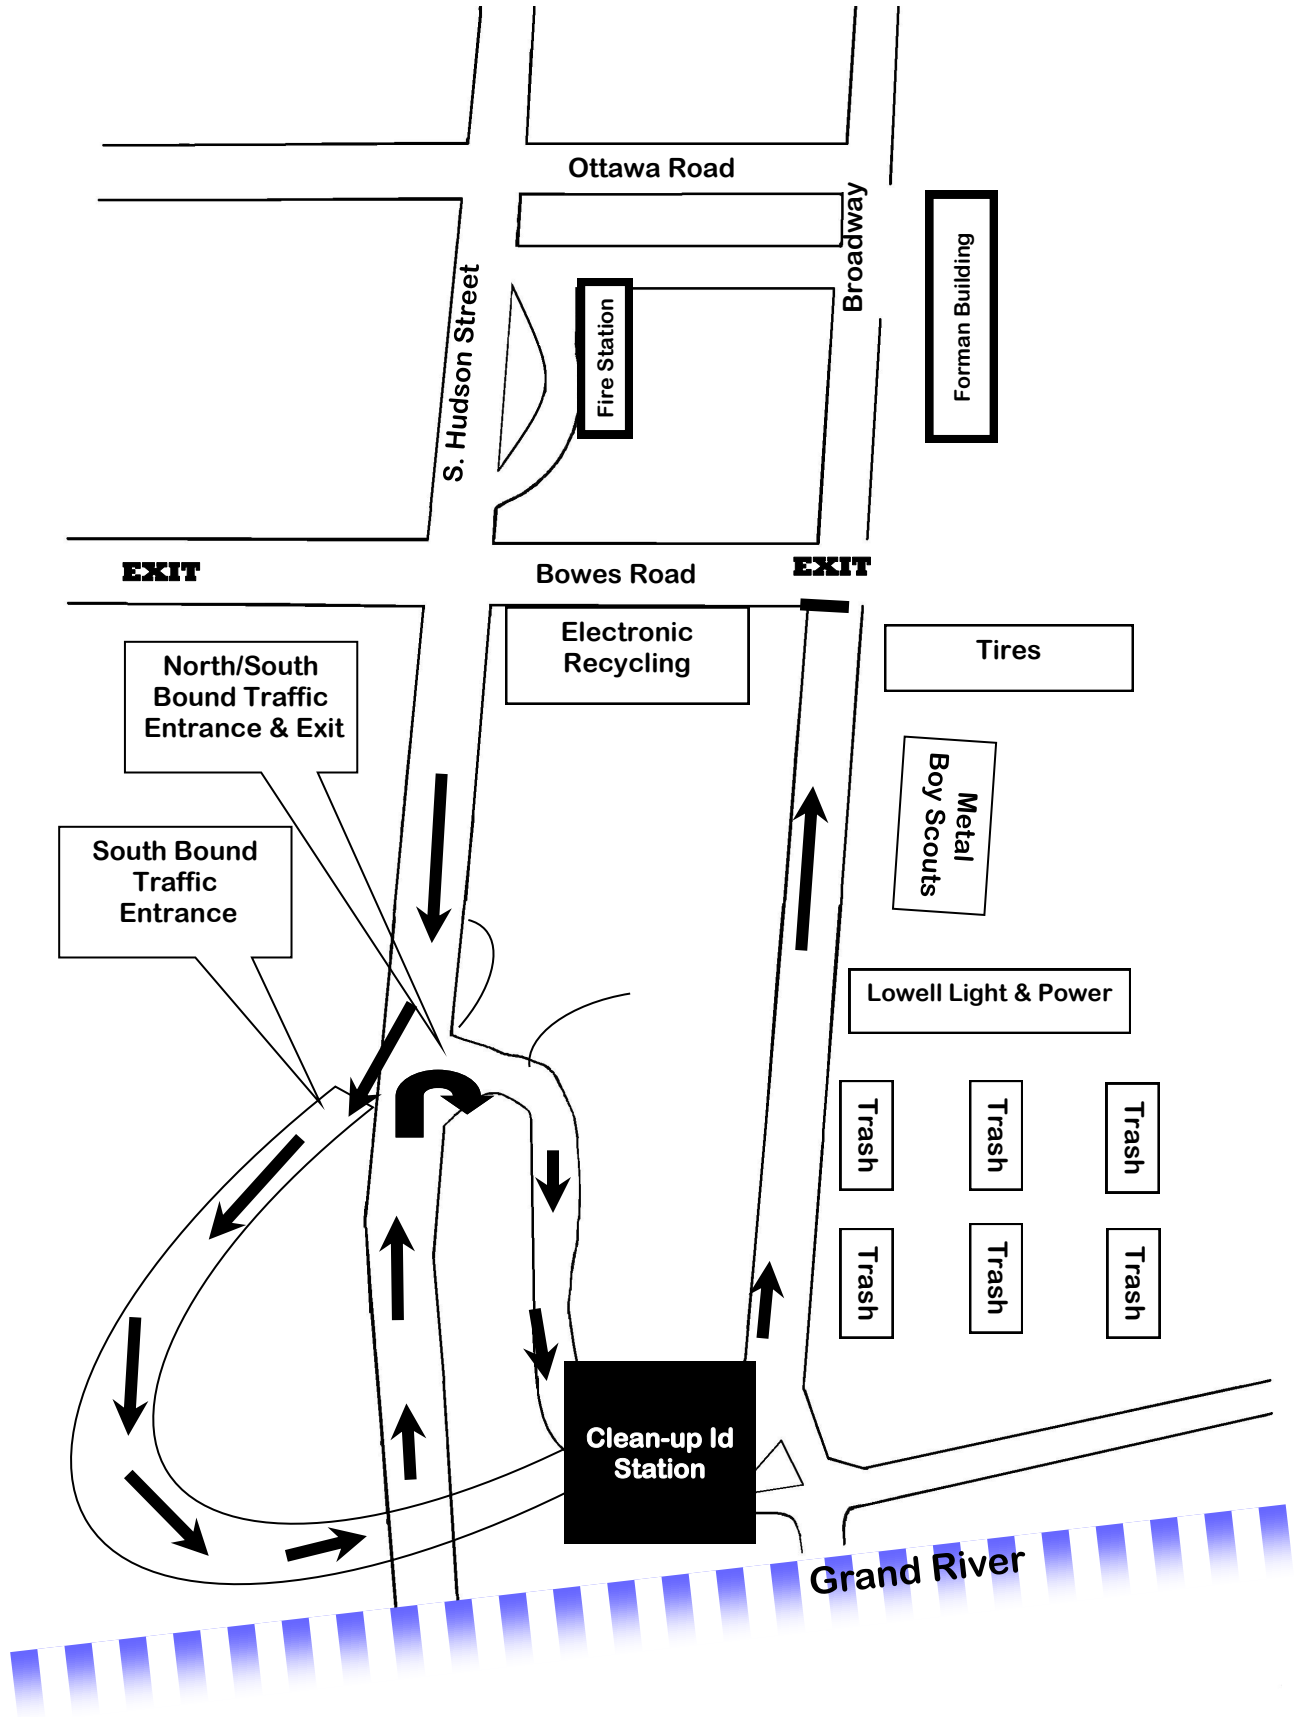 Ottawa Road
Broadway
Forman Building
S. Hudson Street
Fire Station
EXIT
Bowes Road
EXIT
Electronic
Recycling
Tires
North/South
Bound Traffic
Entrance & Exit
Metal
Boy Scouts
South Bound
Traffic
Entrance
Lowell Light & Power
Trash
Trash
Trash
Trash
Trash
Trash
Clean-up Id
Station
Grand River